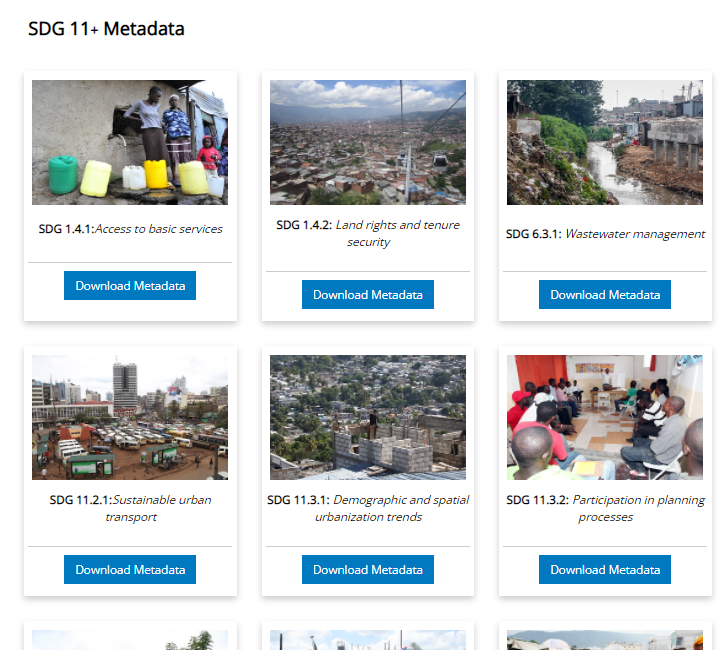 SDG 11+ Metadata
SDG 1.4.1:Access to basic services
Download Metadata
SDG 1.4.2: Land rights and tenure
security
Download Metadata
SDG 6.3.1: Wastewater management
Download Metadata
SDG 11.2.1:Sustainable urban
transport
Download Metadata
SDG 11.3.1: Demographic and spatial
urbanization trends
Download Metadata
SDG 11.3.2: Participation in planning
processes
Download Metadata